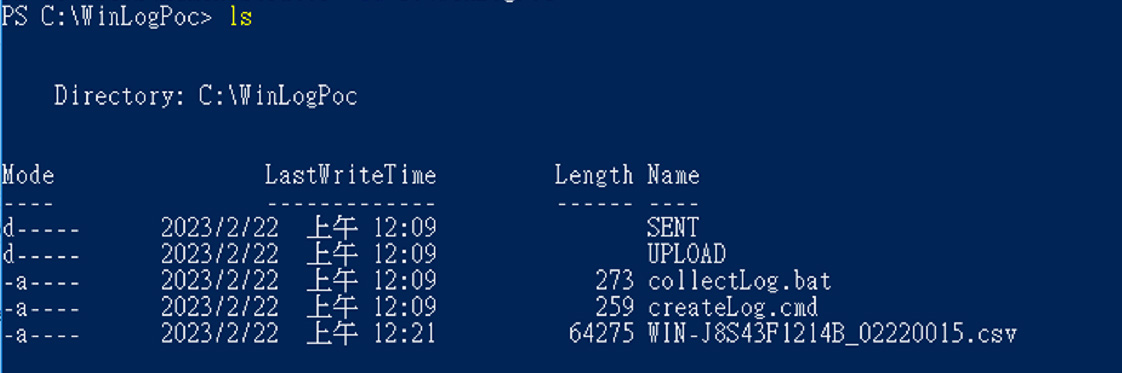 PS C:\WinLogPoc> ls
Directory: C:\WinLogPoc
Mode LastWriteTime Length Name
---- ------------- ------ ----
d----- 2023/2/22 上午 12:09 SENT
d----- 2023/2/22 上午 12:09 UPLOAD
-a---- 2023/2/22 上午 12:09 273 collectLog.bat
-a---- 2023/2/22 上午 12:09 259 createLog.cmd
-a---- 2023/2/22 上午 12:21 64275 WIN-J8S43F1214B_02220015.csv